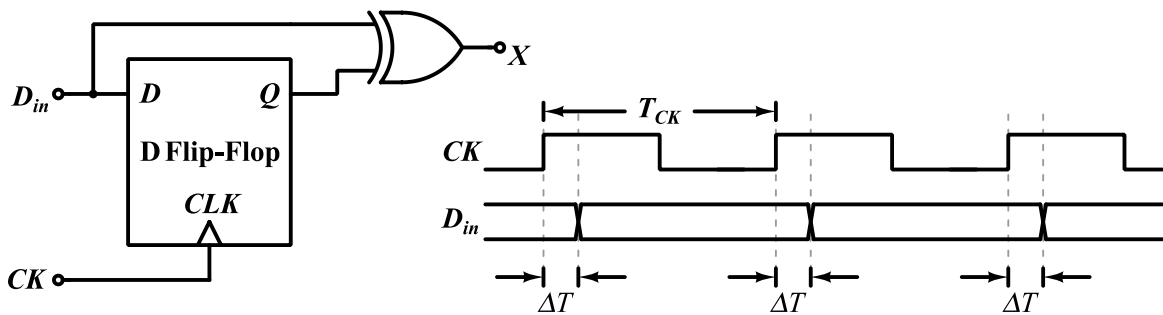 X
D_in
D
Q
D Flip-Flop
CLK
CK
T_CK
CK
D_in
ΔT
ΔT
ΔT